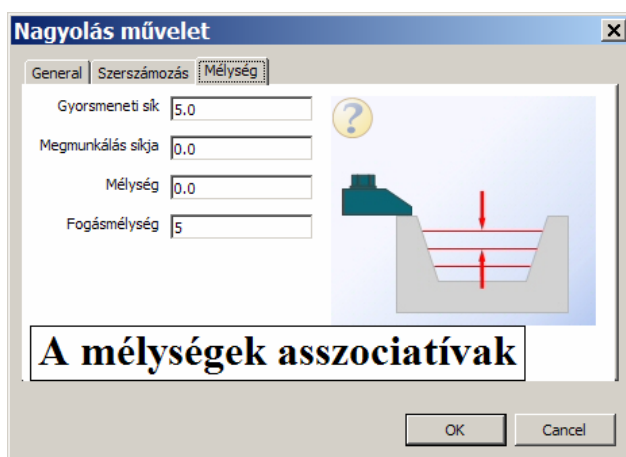 Nagyolás művelet
General Szerszámozás Mélység
Gyorsmeneti sík 5.0
Megmunkálás síkja 0.0
Mélység 0.0
Fogásmélység 5
?
A mélységek asszociatívak
OK Cancel